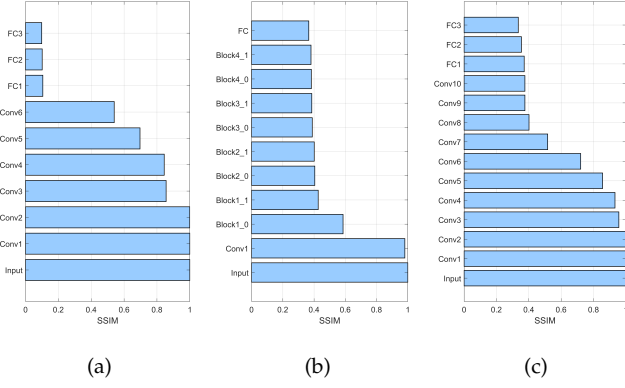 FC3
FC2
FC1
Conv6
Conv5
Conv4
Conv3
Conv2
Conv1
Input
0 0.2 0.4 0.6 0.8 1
SSIM
(a)
FC
Block4_1
Block4_0
Block3_1
Block3_0
Block2_1
Block2_0
Block1_1
Block1_0
Conv1
Input
0 0.2 0.4 0.6 0.8 1
SSIM
(b)
FC3
FC2
FC1
Conv10
Conv9
Conv8
Conv7
Conv6
Conv5
Conv4
Conv3
Conv2
Conv1
Input
0 0.2 0.4 0.6 0.8 1
SSIM
(c)